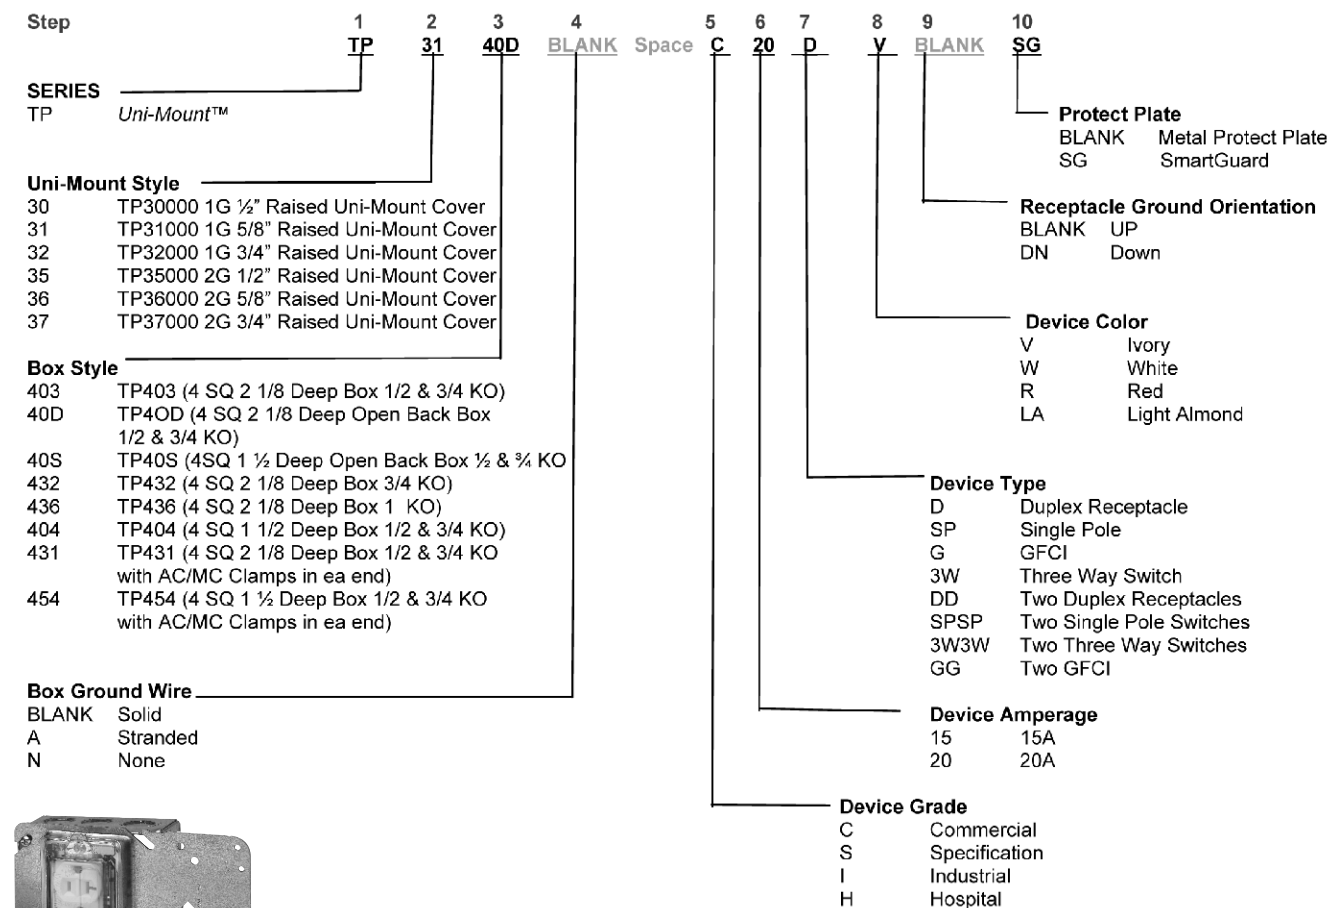 Step 1 2 3 4 5 6 7 8 9 10
TP 31 40D BLANK Space C 20 D V BLANK SG
SERIES
TP Uni-Mount™
Protect Plate
BLANK Metal Protect Plate
SG SmartGuard
Uni-Mount Style
30 TP30000 1G ½” Raised Uni-Mount Cover
31 TP31000 1G 5/8” Raised Uni-Mount Cover
32 TP32000 1G 3/4” Raised Uni-Mount Cover
35 TP35000 2G 1/2” Raised Uni-Mount Cover
36 TP36000 2G 5/8” Raised Uni-Mount Cover
37 TP37000 2G 3/4” Raised Uni-Mount Cover
Receptacle Ground Orientation
BLANK UP
DN Down
Device Color
V Ivory
W White
R Red
LA Light Almond
Box Style
403 TP403 (4 SQ 2 1/8 Deep Box 1/2 & 3/4 KO)
40D TP4OD (4 SQ 2 1/8 Deep Open Back Box
1/2 & 3/4 KO)
40S TP40S (4SQ 1 ½ Deep Open Back Box ½ & ¾ KO
432 TP432 (4 SQ 2 1/8 Deep Box 3/4 KO)
436 TP436 (4 SQ 2 1/8 Deep Box 1 KO)
404 TP404 (4 SQ 1 1/2 Deep Box 1/2 & 3/4 KO)
431 TP431 (4 SQ 2 1/8 Deep Box 1/2 & 3/4 KO
with AC/MC Clamps in ea end)
454 TP454 (4 SQ 1 ½ Deep Box 1/2 & 3/4 KO
with AC/MC Clamps in ea end)
Device Type
D Duplex Receptacle
SP Single Pole
G GFCI
3W Three Way Switch
DD Two Duplex Receptacles
SPSP Two Single Pole Switches
3W3W Two Three Way Switches
GG Two GFCI
Box Ground Wire
BLANK Solid
A Stranded
N None
Device Amperage
15 15A
20 20A
Device Grade
C Commercial
S Specification
I Industrial
H Hospital